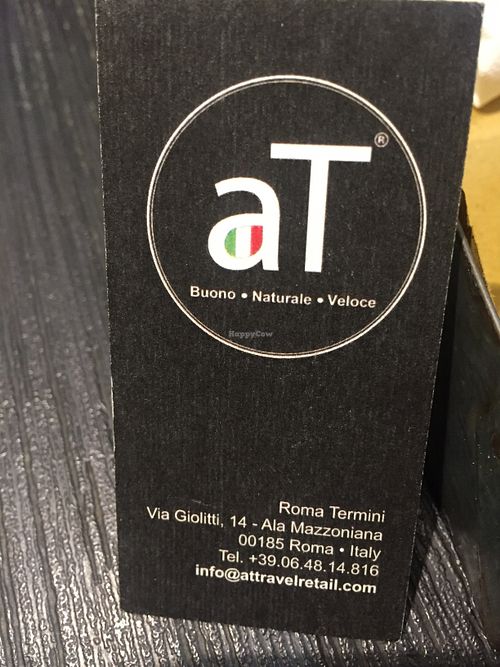 aT®
Buono • Naturale • Veloce
HappyCow
Roma Termini
Via Giolitti, 14 - Ala Mazzoniana
00185 Roma • Italy
Tel. +39.06.48.14.816
info@attravelretail.com